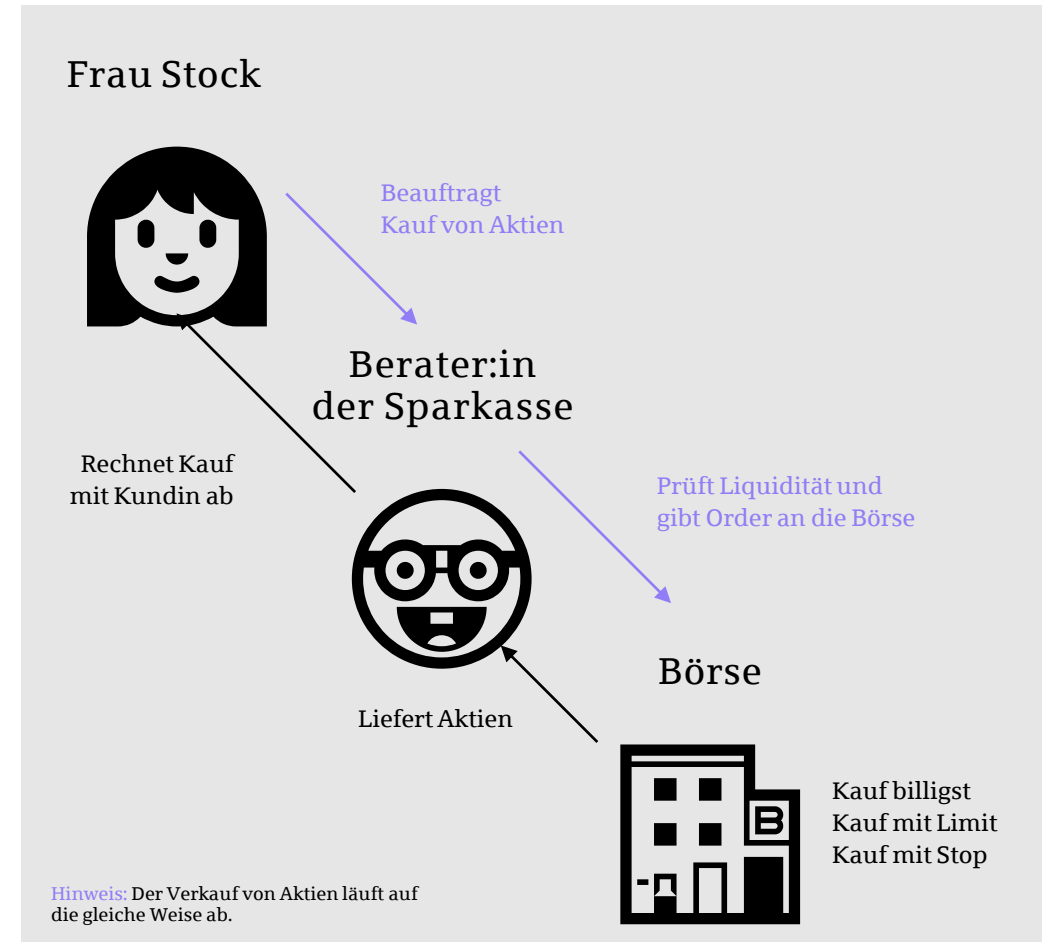 Frau Stock
Beauftragt
Kauf von Aktien
Berater:in
der Sparkasse
Rechnet Kauf
mit Kundin ab
Prüft Liquidität und
gibt Order an die Börse
Börse
Liefert Aktien
B
Kauf billigst
Kauf mit Limit
Kauf mit Stop
Hinweis: Der Verkauf von Aktien läuft auf
die gleiche Weise ab.